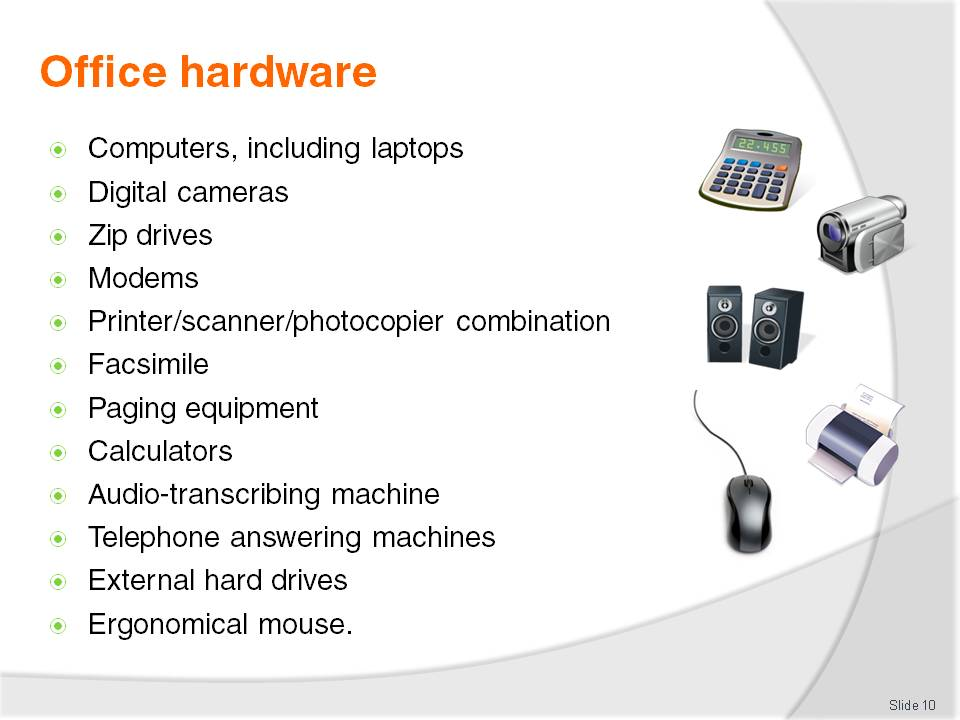 Office hardware
Computers, including laptops
Digital cameras
Zip drives
Modems
Printer/scanner/photocopier combination
Facsimile
Paging equipment
Calculators
Audio-transcribing machine
Telephone answering machines
External hard drives
Ergonomical mouse.
22.455
Slide 10